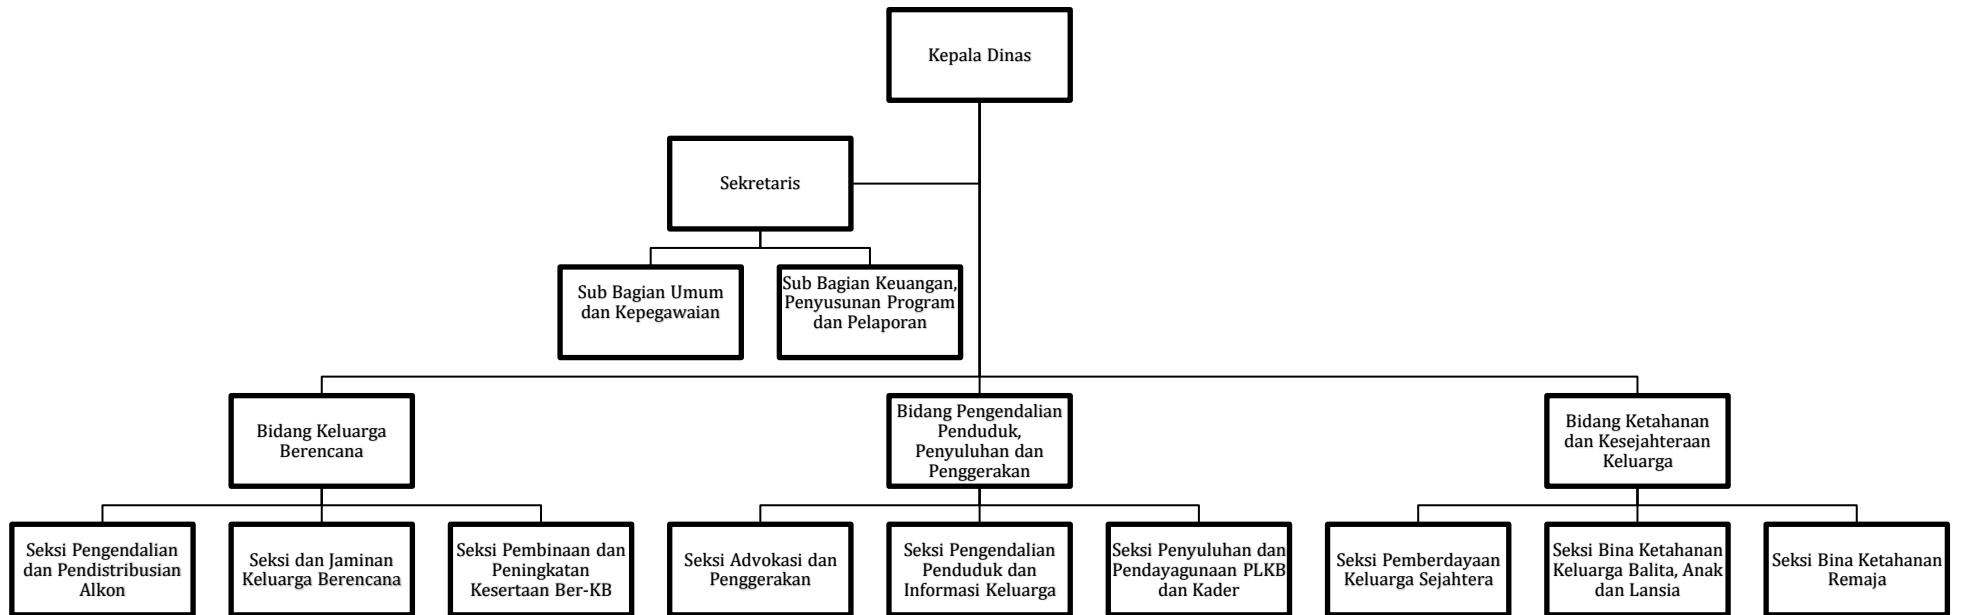 Kepala Dinas
Sekretaris
Sub Bagian Umum
dan Kepegawaian
Sub Bagian Keuangan,
Penyusunan Program
dan Pelaporan
Bidang Keluarga
Berencana
Bidang Pengendalian
Penduduk,
Penyuluhan dan
Penggerakan
Bidang Ketahanan
dan Kesejahteraan
Keluarga
Seksi Pengendalian
dan Pendistribusian
Alkon
Seksi dan Jaminan
Keluarga Berencana
Seksi Pembinaan dan
Peningkatan
Kesertaan Ber-KB
Seksi Advokasi dan
Penggerakan
Seksi Pengendalian
Penduduk dan
Informasi Keluarga
Seksi Penyuluhan dan
Pendayagunaan PLKB
dan Kader
Seksi Pemberdayaan
Keluarga Sejahtera
Seksi Bina Ketahanan
Keluarga Balita, Anak
dan Lansia
Seksi Bina Ketahanan
Remaja